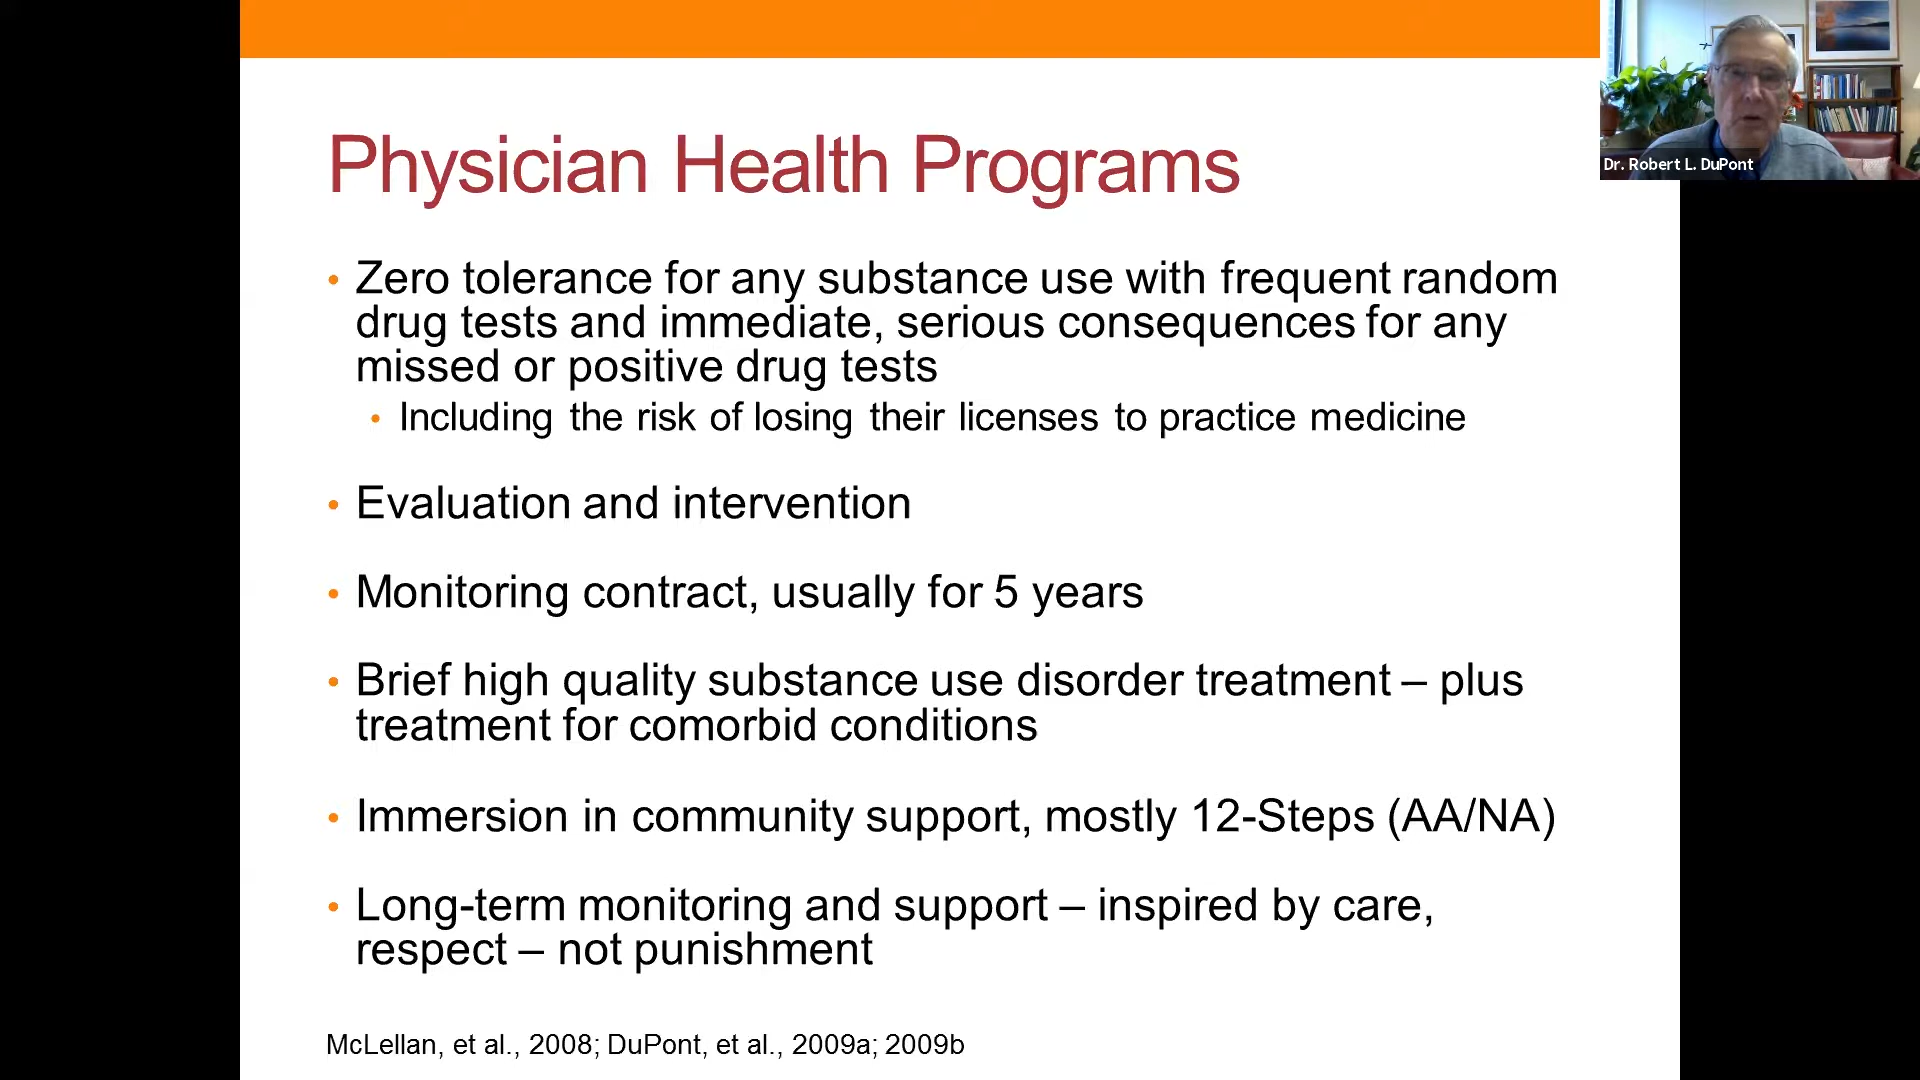 Dr. Robert L. DuPont
Physician Health Programs
• Zero tolerance for any substance use with frequent random
drug tests and immediate, serious consequences for any
missed or positive drug tests
• Including the risk of losing their licenses to practice medicine
• Evaluation and intervention
• Monitoring contract, usually for 5 years
• Brief high quality substance use disorder treatment – plus
treatment for comorbid conditions
• Immersion in community support, mostly 12-Steps (AA/NA)
• Long-term monitoring and support – inspired by care,
respect – not punishment
McLellan, et al., 2008; DuPont, et al., 2009a; 2009b